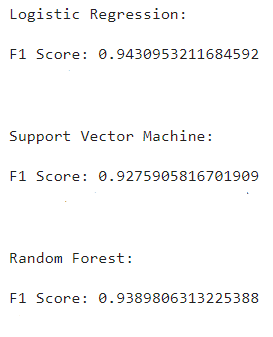 Logistic Regression:
F1 Score: 0.9430953211684592
Support Vector Machine:
F1 Score: 0.9275905816701909
Random Forest:
F1 Score: 0.9389806313225388